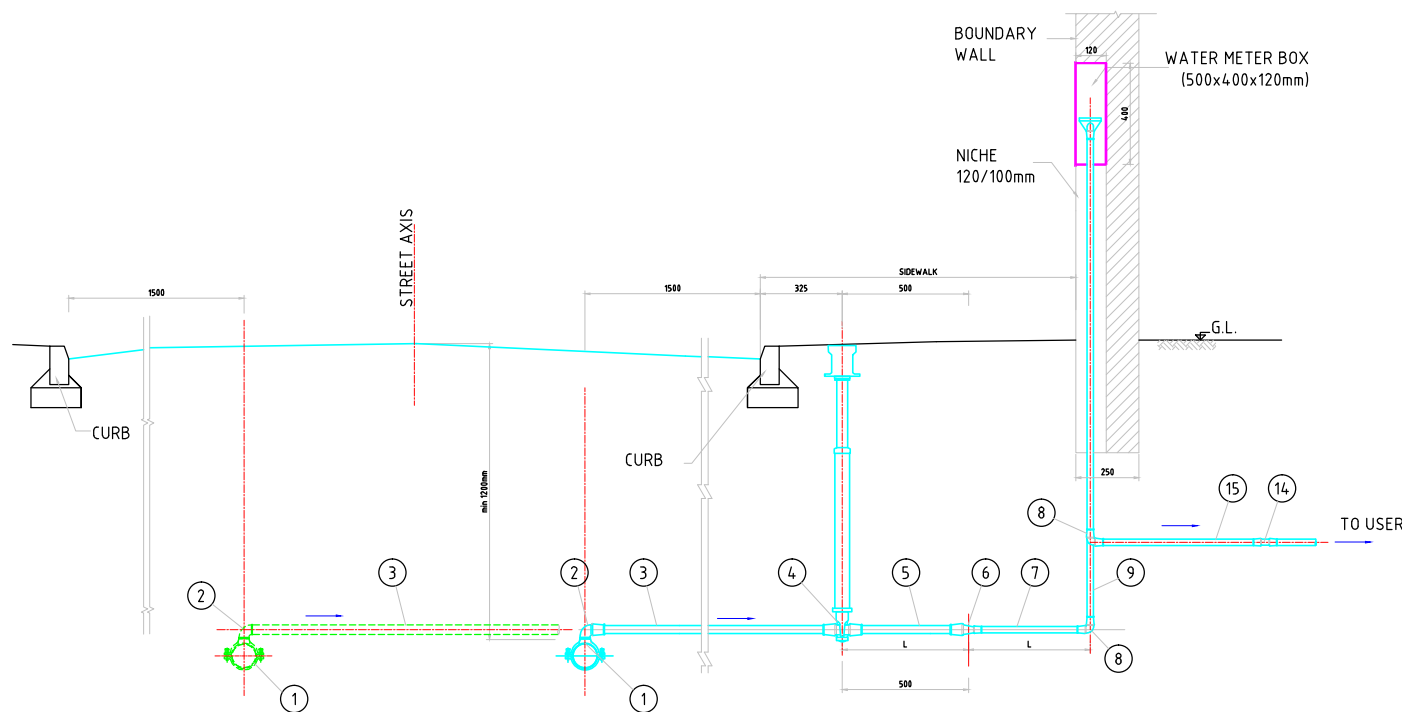 BOUNDARY
WALL
120
WATER METER BOX
(500x400x120mm)
400
NICHE
120/100mm
STREET AXIS
SIDEWALK
1500
1500
325
500
G.L.
CURB
CURB
min 1200mm
250
15
14
8
TO USER
2
3
2
3
4
5
6
7
9
L
L
8
500
1
1